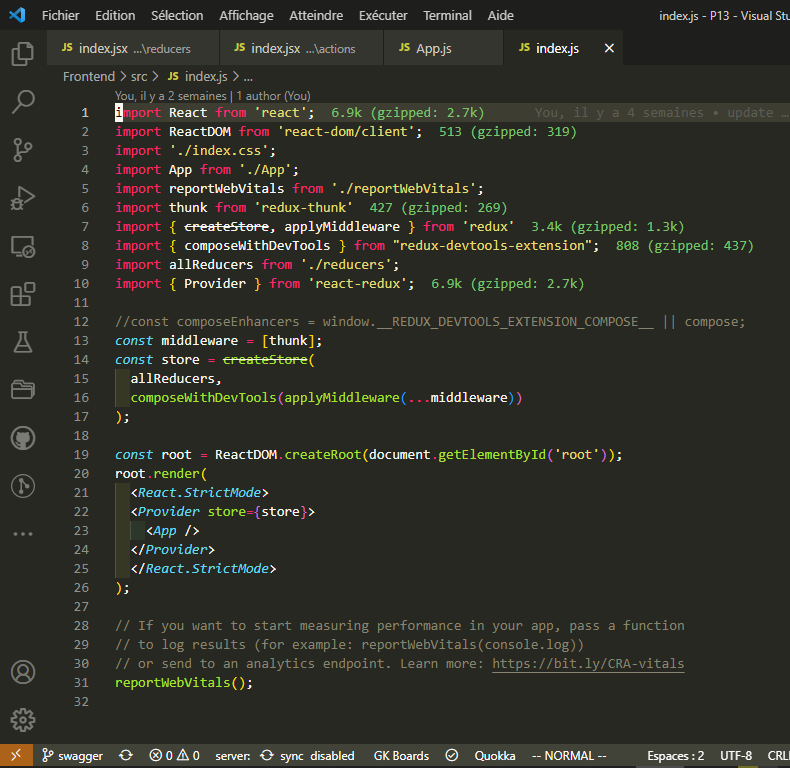 Fichier Edition Sélection Affichage Atteindre Exécuter Terminal Aide index.js - P13 - Visual Stu
JS index.jsx ...\reducers JS index.jsx ...\actions JS App.js JS index.js ×
Frontend > src > JS index.js > ...
You, il y a 2 semaines | 1 author (You)
1 import React from 'react'; 6.9k (gzipped: 2.7k) You, il y a 4 semaines • update …
2 import ReactDOM from 'react-dom/client'; 513 (gzipped: 319)
3 import './index.css';
4 import App from './App';
5 import reportWebVitals from './reportWebVitals';
6 import thunk from 'redux-thunk' 427 (gzipped: 269)
7 import { createStore, applyMiddleware } from 'redux' 3.4k (gzipped: 1.3k)
8 import { composeWithDevTools } from "redux-devtools-extension"; 808 (gzipped: 437)
9 import allReducers from './reducers';
10 import { Provider } from 'react-redux'; 6.9k (gzipped: 2.7k)
11
12 //const composeEnhancers = window.__REDUX_DEVTOOLS_EXTENSION_COMPOSE__ || compose;
13 const middleware = [thunk];
14 const store = createStore(
15 allReducers,
16 composeWithDevTools(applyMiddleware(...middleware))
17 );
18
19 const root = ReactDOM.createRoot(document.getElementById('root'));
20 root.render(
21 <React.StrictMode>
22 <Provider store={store}>
23 <App />
24 </Provider>
25 </React.StrictMode>
26 );
27
28 // If you want to start measuring performance in your app, pass a function
29 // to log results (for example: reportWebVitals(console.log))
30 // or send to an analytics endpoint. Learn more: https://bit.ly/CRA-vitals
31 reportWebVitals();
32
swagger 0 0 server: sync disabled GK Boards Quokka -- NORMAL -- Espaces : 2 UTF-8 CRL